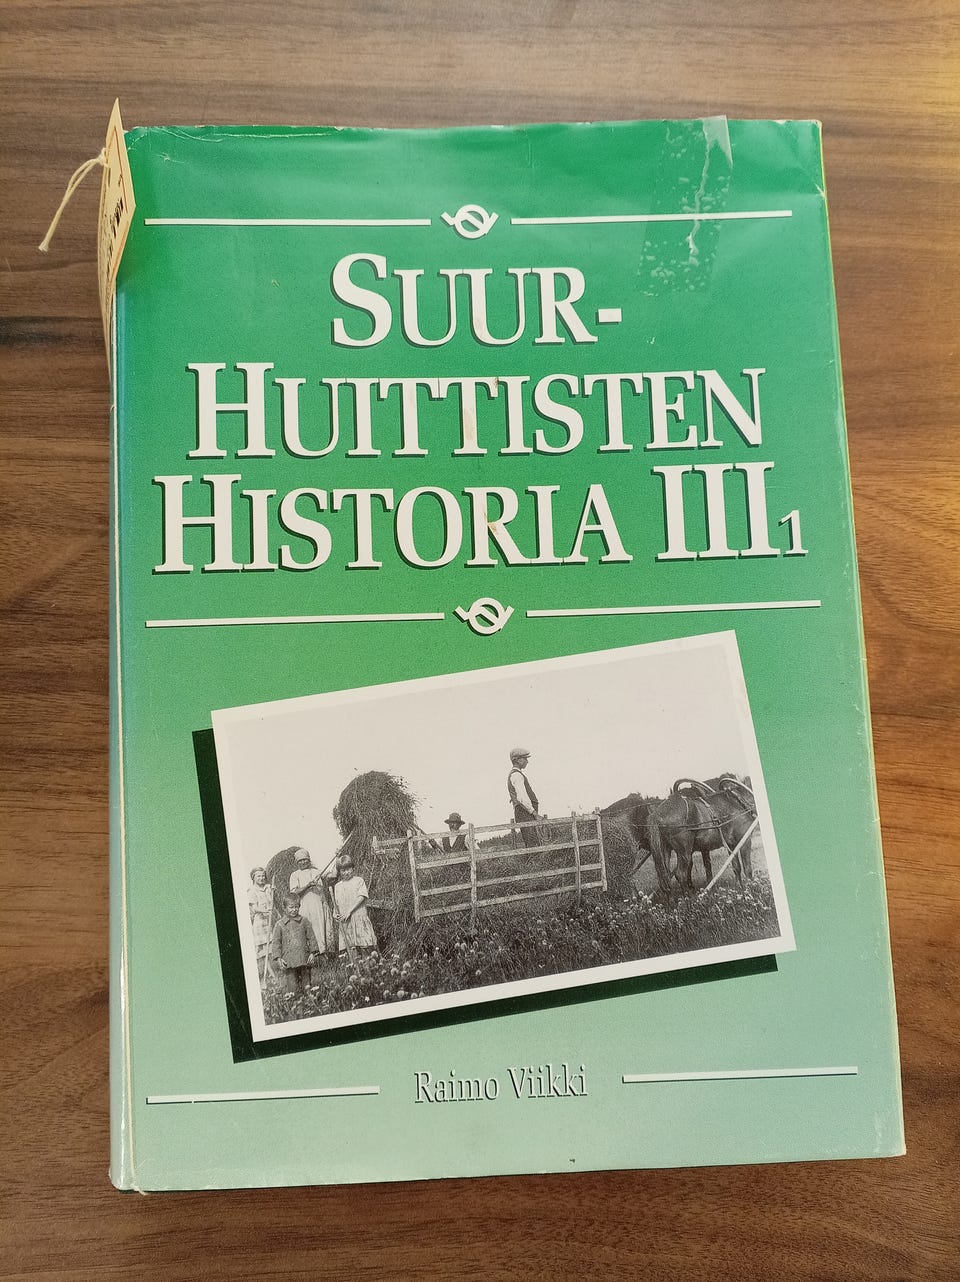 SUUR-
HUITTISTEN
HISTORIA III1
Raimo Viikki